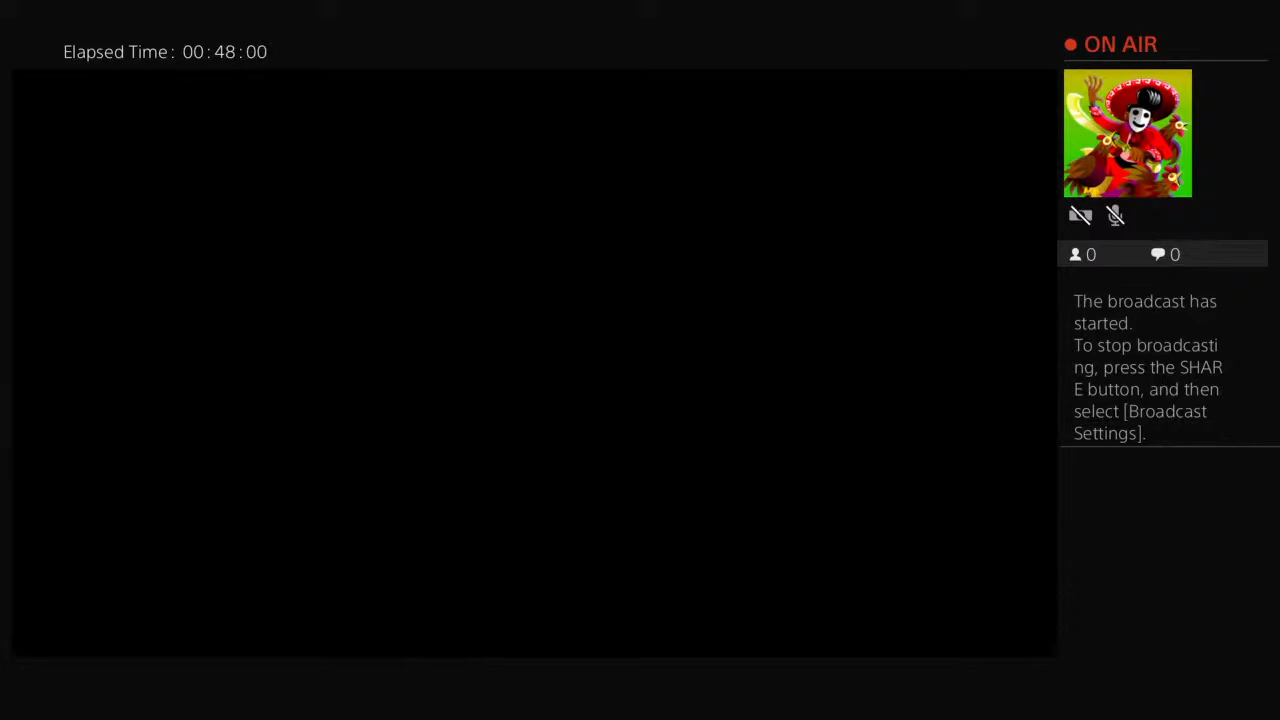 Elapsed Time: 00:48:00
ON AIR
0 0
The broadcast has
started.
To stop broadcasti
ng, press the SHAR
E button, and then
select [Broadcast
Settings].